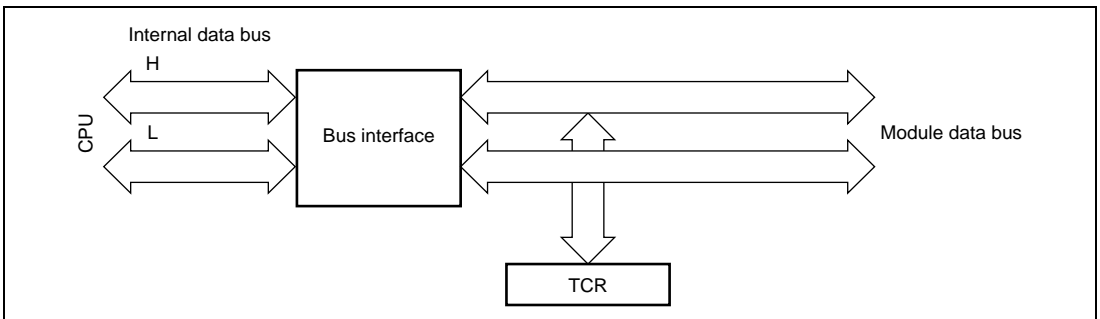 Internal data bus
H
L
CPU
Bus interface
Module data bus
TCR